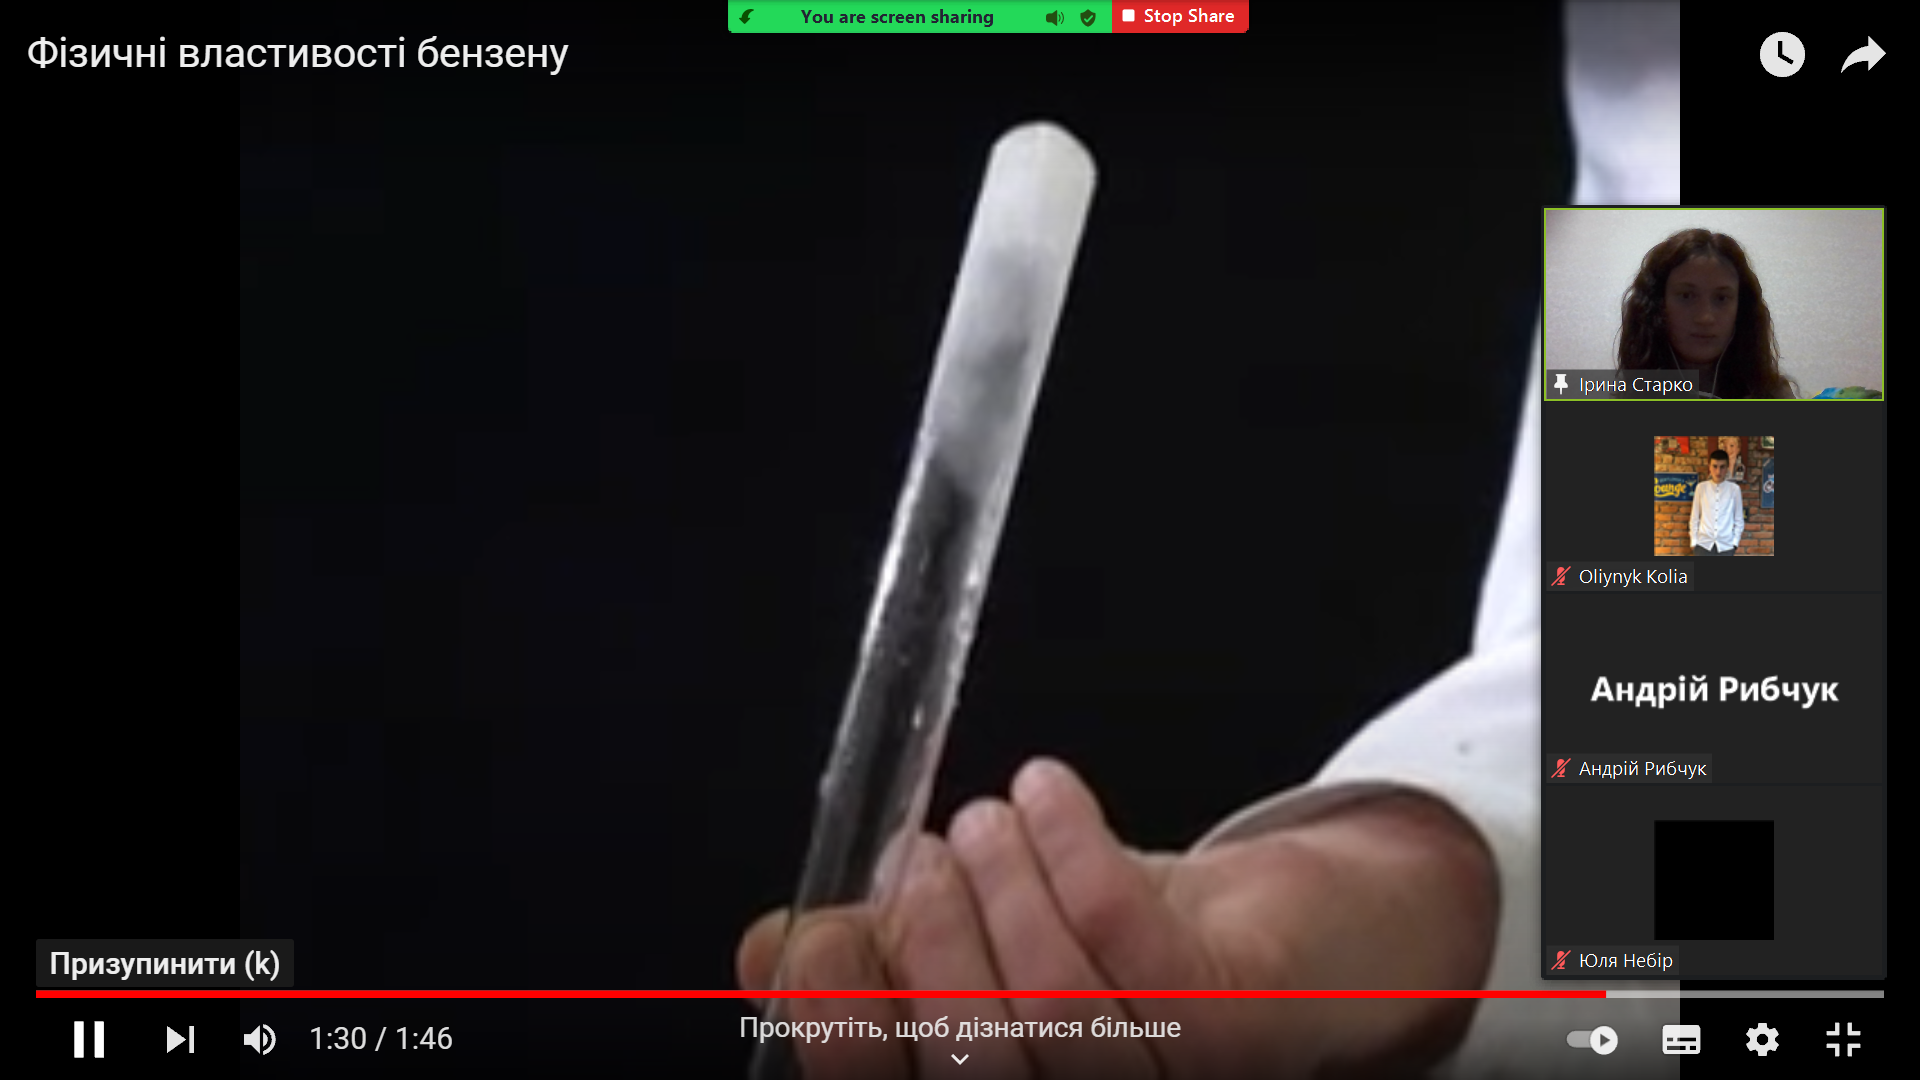 You are screen sharing
Stop Share
Фізичні властивості бензену
Ірина Старко
Lounge
Oliynyk Kolia
Андрій Рибчук
Андрій Рибчук
Юля Небір
Призупинити (k)
1:30 / 1:46
Прокрутіть, щоб дізнатися більше